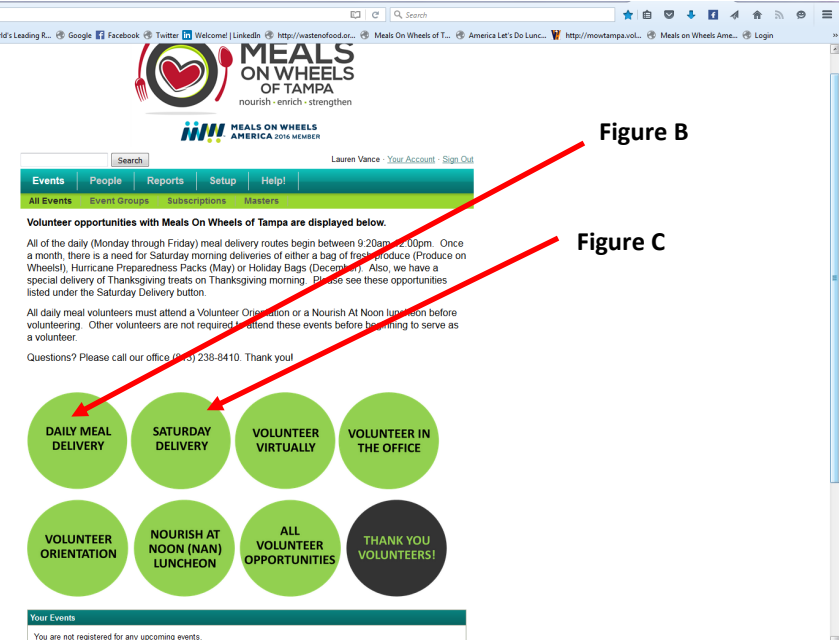 Search
rld's Leading R... Google Facebook Twitter Welcome! | LinkedIn http://wastenofood.or... Meals On Wheels of T... America Let's Do Lunc... http://mowtampa.vol... Meals on Wheels Ame... Login »
MEALS
ON WHEELS
OF TAMPA
nourish · enrich · strengthen
MEALS ON WHEELS
AMERICA 2016 MEMBER
Figure B
Search Lauren Vance · Your Account · Sign Out
Events People Reports Setup Help!
All Events Event Groups Subscriptions Masters
Figure C
Volunteer opportunities with Meals On Wheels of Tampa are displayed below.
All of the daily (Monday through Friday) meal delivery routes begin between 9:20am- :00pm. Once
a month, there is a need for Saturday morning deliveries of either a bag of fresh produce (Produce on
Wheels!), Hurricane Preparedness Packs (May) or Holiday Bags (December). Also, we have a
special delivery of Thanksgiving treats on Thanksgiving morning. Please see these opportunities
listed under the Saturday Delivery button.
All daily meal volunteers must attend a Volunteer Orientation or a Nourish At Noon luncheon before
volunteering. Other volunteers are not required to attend these events before beginning to serve as
a volunteer.
Questions? Please call our office (813) 238-8410. Thank you!
DAILY MEAL
DELIVERY
SATURDAY
DELIVERY
VOLUNTEER
VIRTUALLY
VOLUNTEER IN
THE OFFICE
VOLUNTEER
ORIENTATION
NOURISH AT
NOON (NAN)
LUNCHEON
ALL
VOLUNTEER
OPPORTUNITIES
THANK YOU
VOLUNTEERS!
Your Events
You are not registered for any upcoming events.